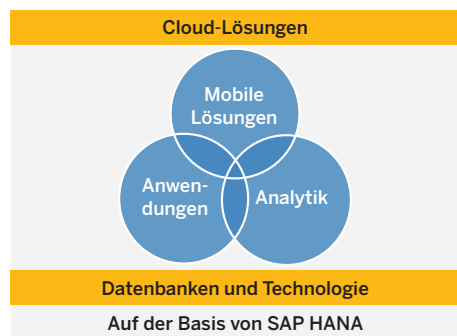 Cloud-Lösungen
Mobile
Lösungen
Anwen-
dungen
Analytik
Datenbanken und Technologie
Auf der Basis von SAP HANA